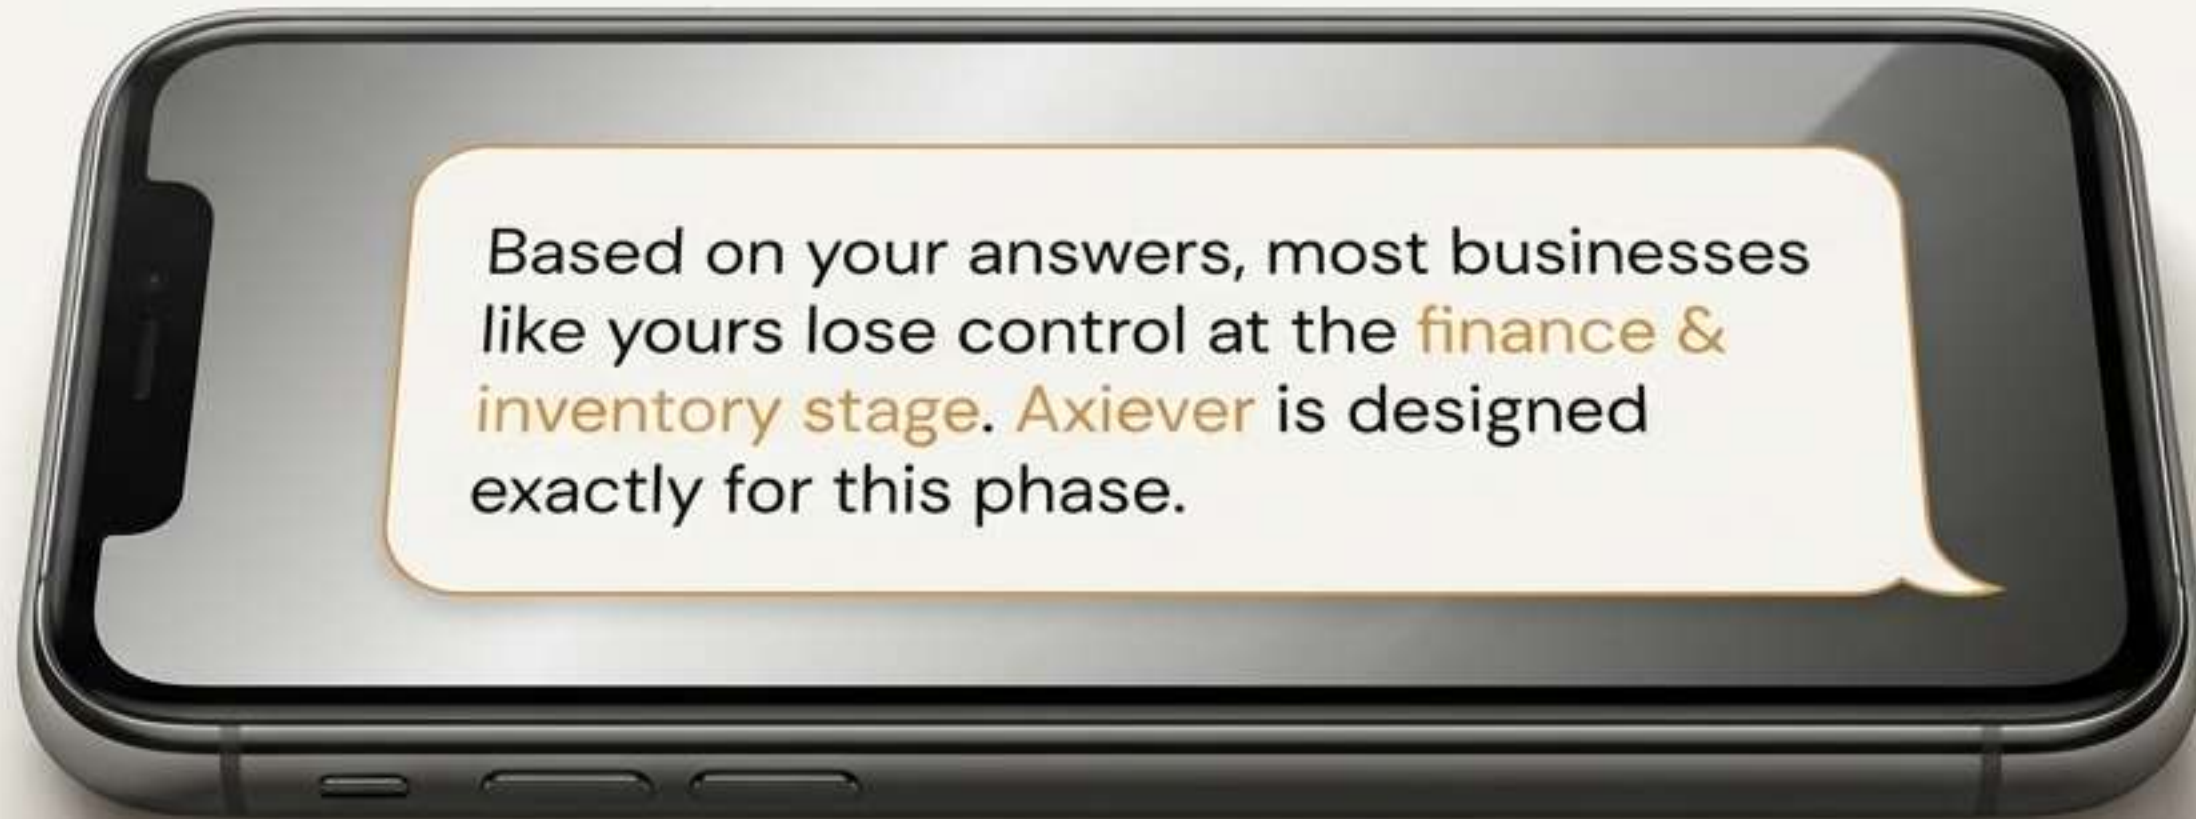 Based on your answers, most businesses
like yours lose control at the finance &
inventory stage. Axiever is designed
exactly for this phase.